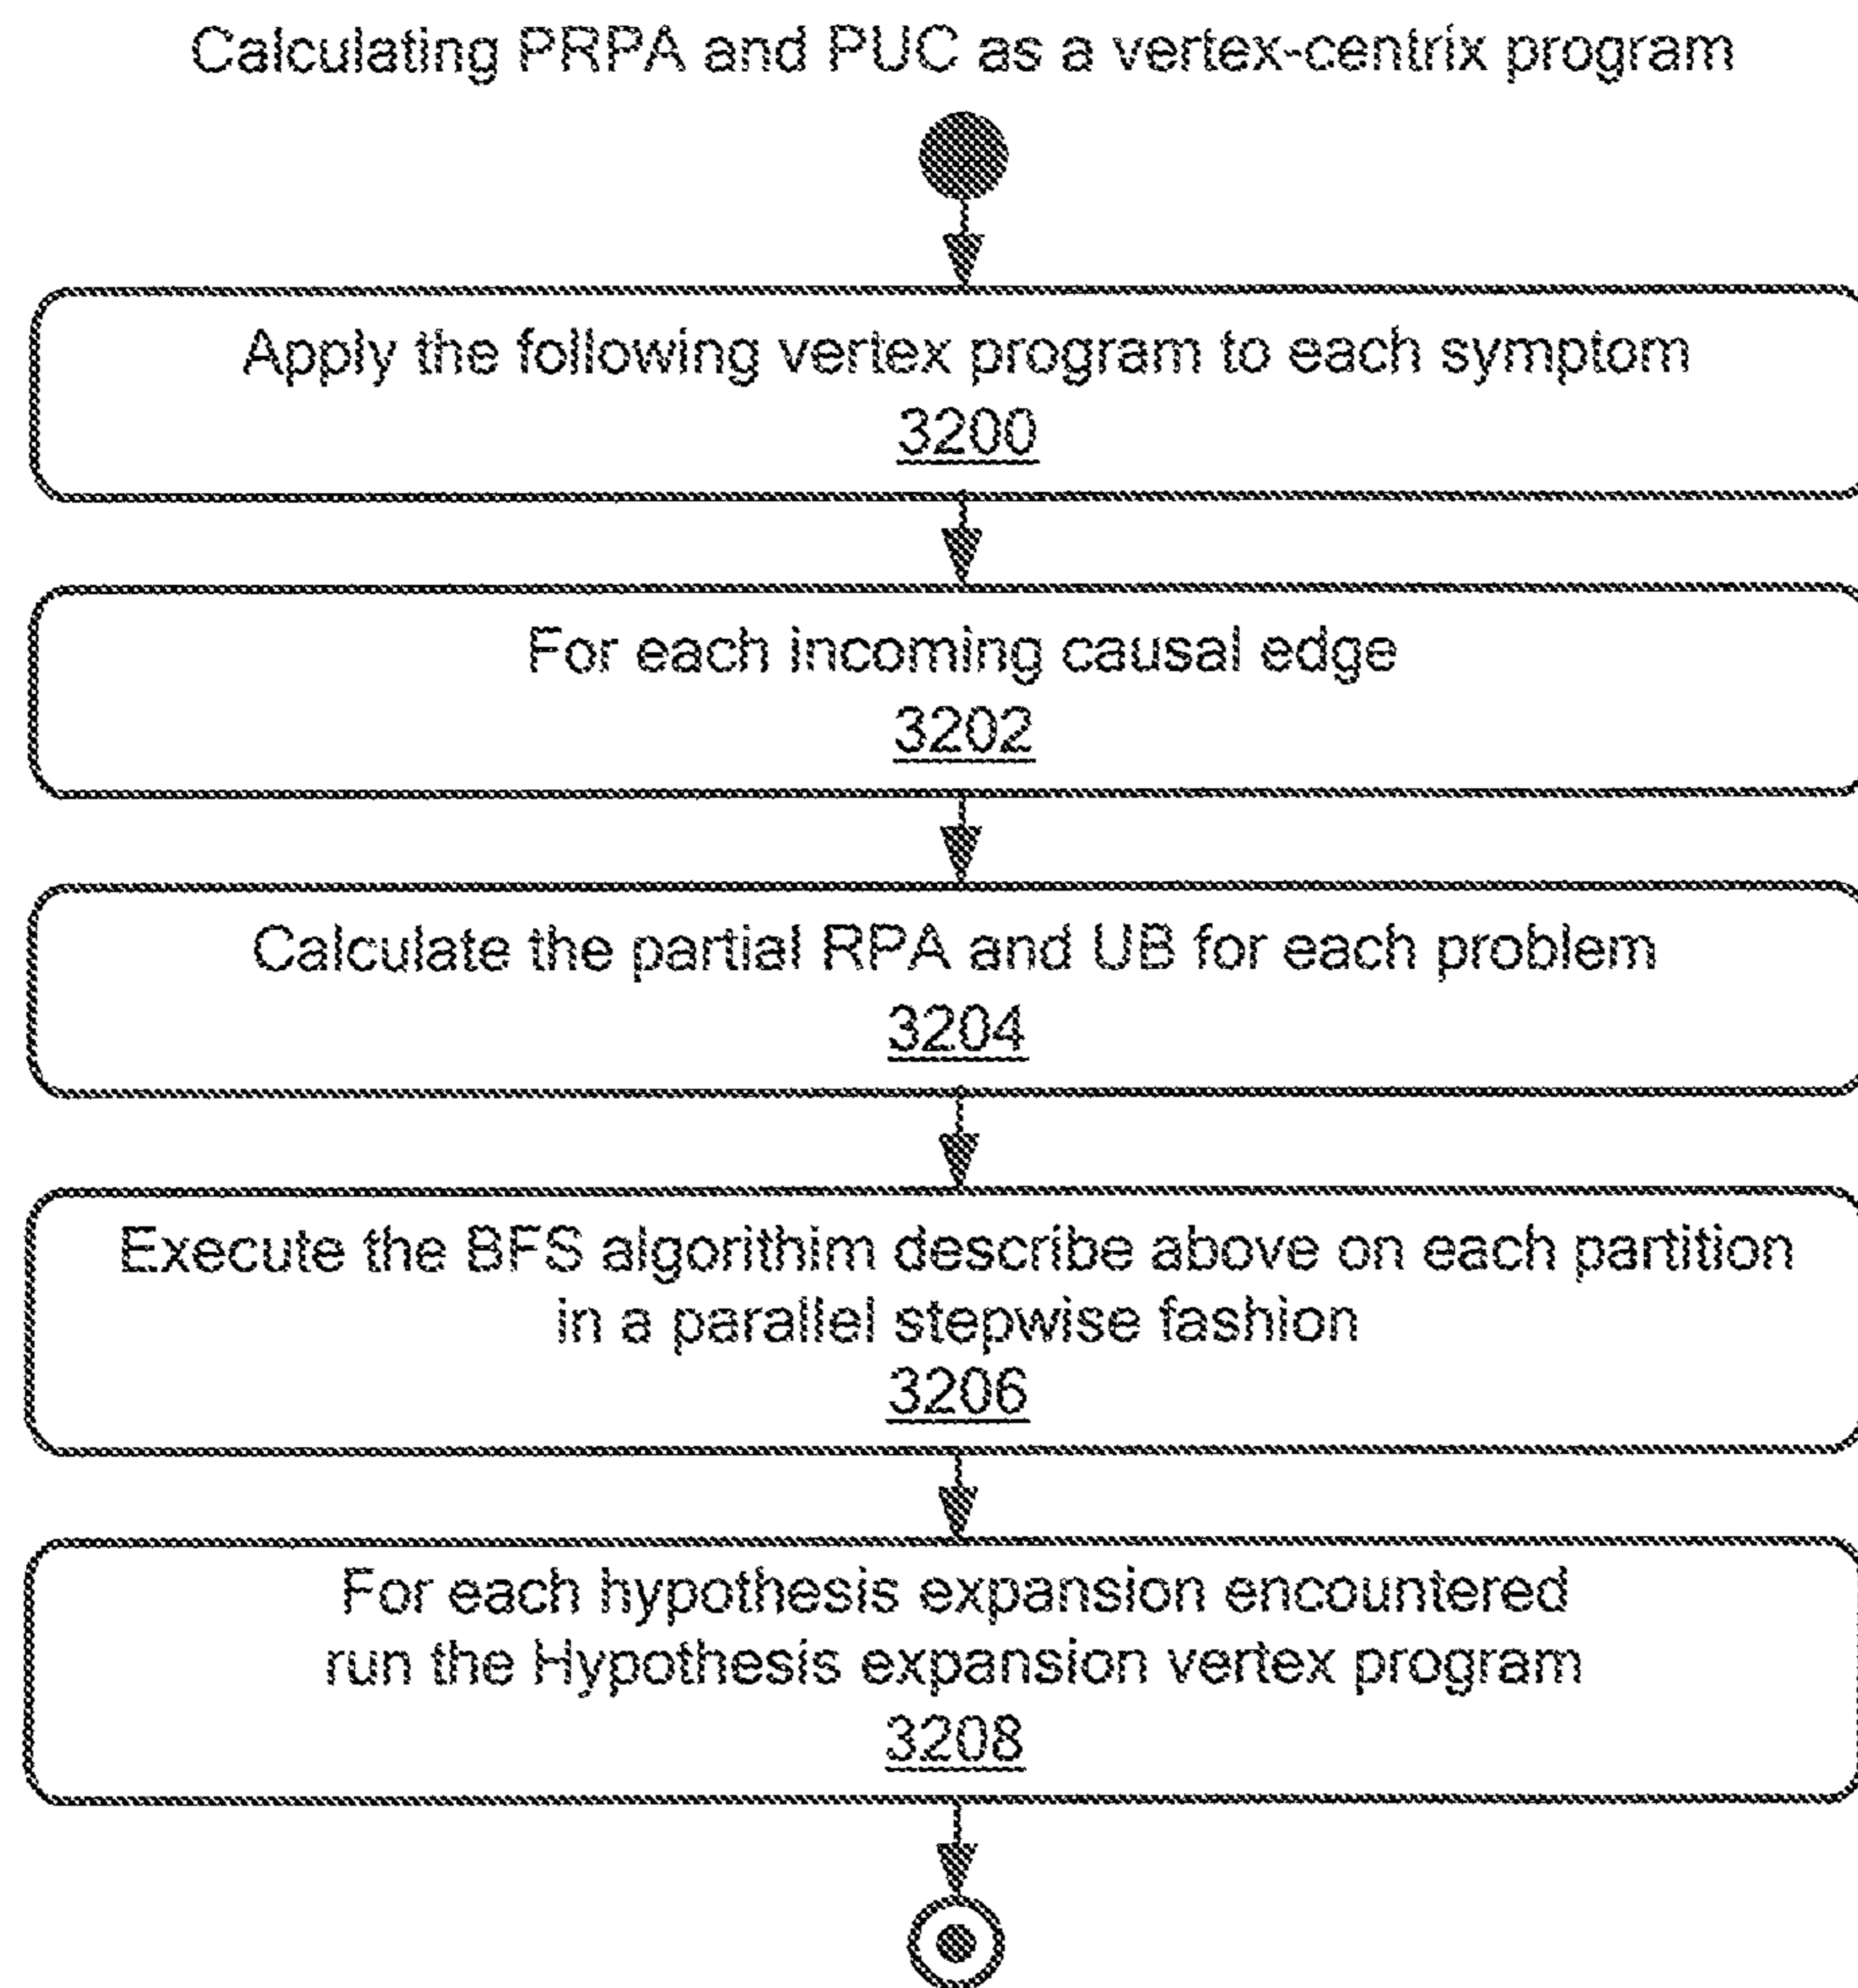 Calculating PRPA and PUC as a vertex-centrix program
Apply the following vertex program to each symptom
3200
For each incoming causal edge
3202
Calculate the partial RPA and UB for each problem
3204
Execute the BFS algorithim describe above on each partition
in a parallel stepwise fashion
3206
For each hypothesis expansion encountered
run the Hypothesis expansion vertex program
3208